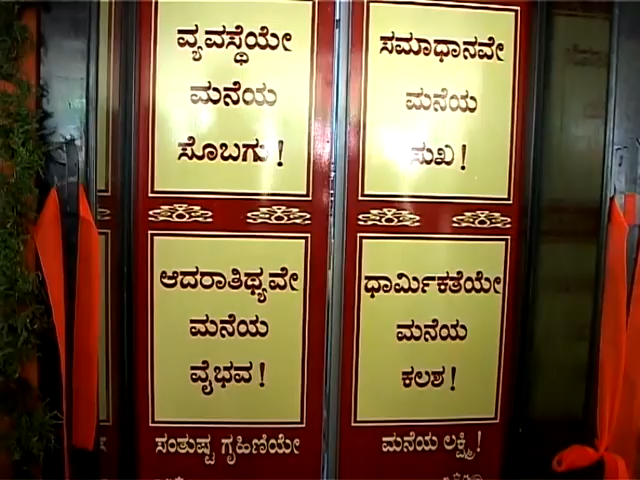 ವ್ಯವಸ್ಥೆಯೇ
ಮನೆಯ
ಸೊಬಗು!
ಸಮಾಧಾನವೇ
ಮನೆಯ
ಸುಖ!
ಆದರಾತಿಥ್ಯವೇ
ಮನೆಯ
ವೈಭವ!
ಧಾರ್ಮಿಕತೆಯೇ
ಮನೆಯ
ಕಲಶ!
ಸಂತುಷ್ಟ ಗೃಹಿಣಿಯೇ ಮನೆಯ ಲಕ್ಷ್ಮಿ!